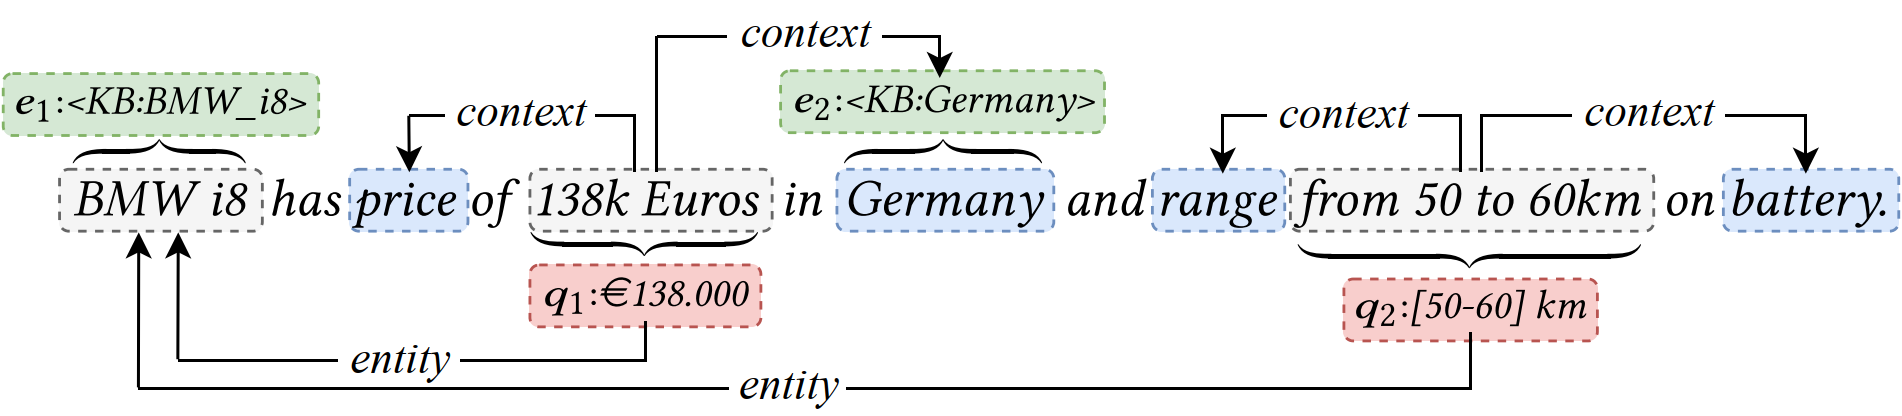 context
e₁:<KB:BMW_i8> context e₂:<KB:Germany> context context
BMW i8 has price of 138k Euros in Germany and range from 50 to 60km on battery.
q₁:€138.000 q₂:[50-60] km
entity
entity